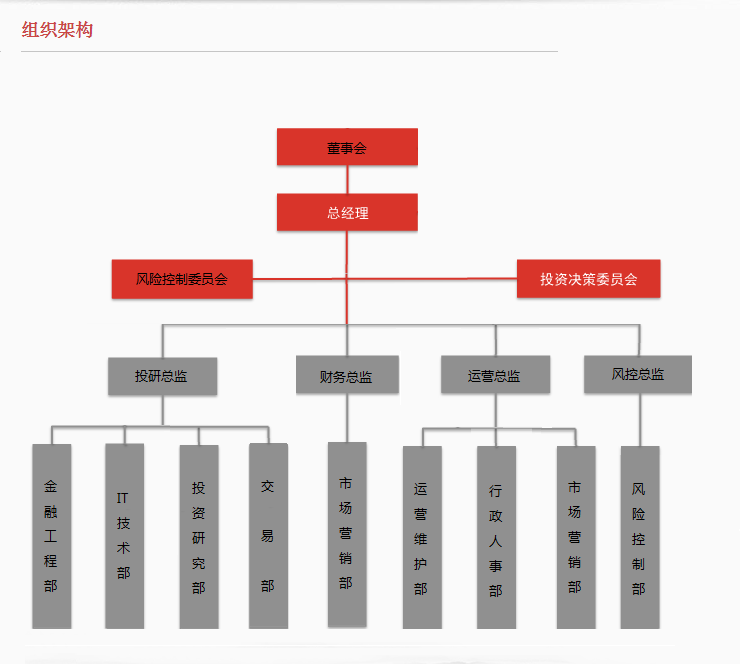 组织架构
董事会
总经理
风险控制委员会
投资决策委员会
投研总监
财务总监
运营总监
风控总监
金融工程部
IT技术部
投资研究部
交易部
市场营销部
运营维护部
行政人事部
市场营销部
风险控制部